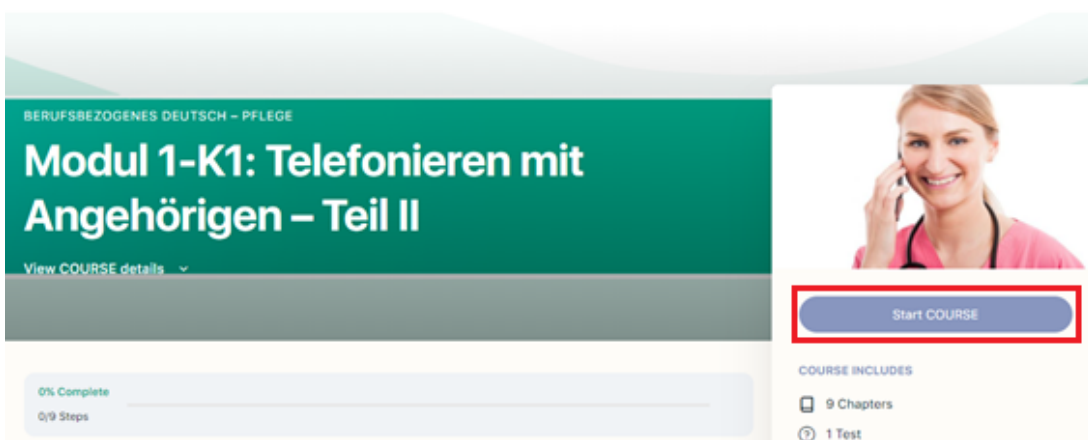 BERUFSBEZOGENES DEUTSCH – PFLEGE
Modul 1-K1: Telefonieren mit
Angehörigen – Teil II
View COURSE details
Start COURSE
0% Complete
0/9 Steps
COURSE INCLUDES
9 Chapters
1 Test